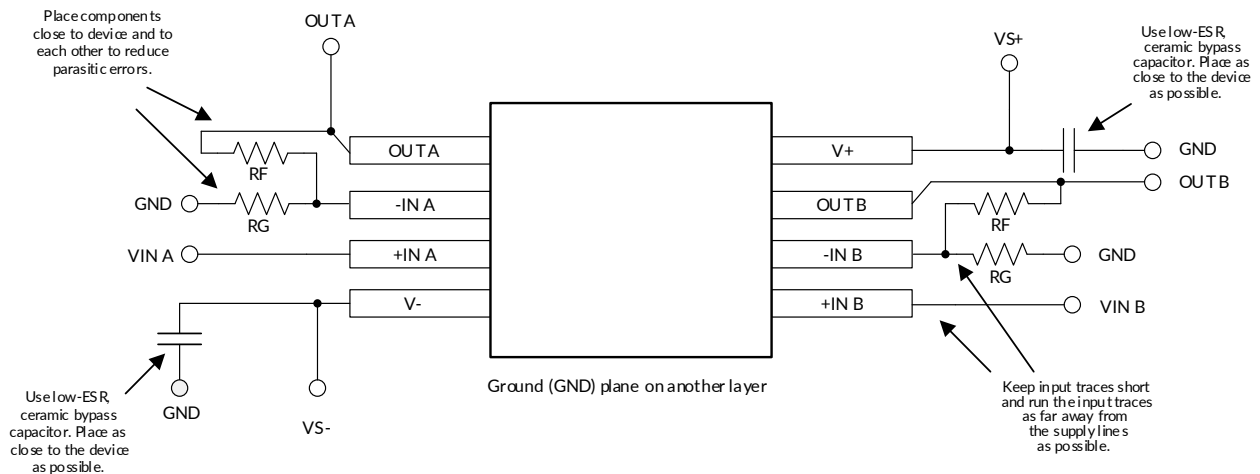 Place components
close to device and to
each other to reduce
parasitic errors.
OUT A
VS+
Use low-ESR,
ceramic bypass
capacitor. Place as
close to the device
as possible.
OUT A
V+
GND
RF
OUT B
GND
-IN A
OUT B
RG
RF
VIN A
+IN A
-IN B
GND
RG
V-
+IN B
VIN B
Ground (GND) plane on another layer
Use low-ESR,
ceramic bypass
capacitor. Place as
close to the device
as possible.
GND
VS-
Keep input traces short
and run the input traces
as far away from
the supply lines
as possible.